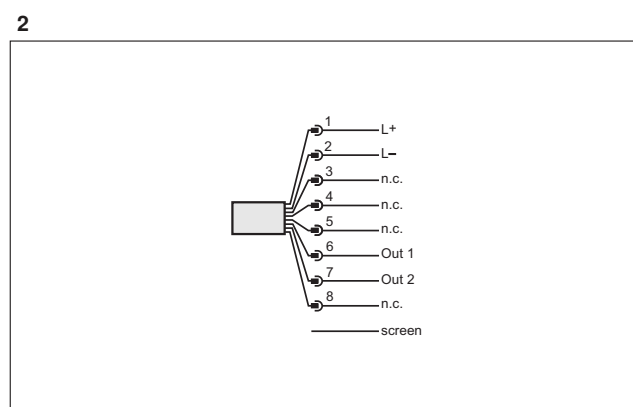 2
1 L+
2 L–
3 n.c.
4 n.c.
5 n.c.
6 Out 1
7 Out 2
8 n.c.
screen